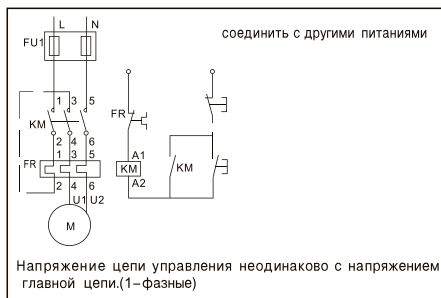 L N
FU1
соединить с другими питаниями
1 3 5
KM
2 4 6
FR
1 3 5
FR
A1
KM
KM
A2
2 4 6
U1 U2
M
Напряжение цепи управления неодинаково с напряжением
главной цепи.(1–фазные)